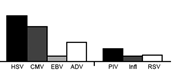 HSV CMV EBV ADV PIV Infl RSV